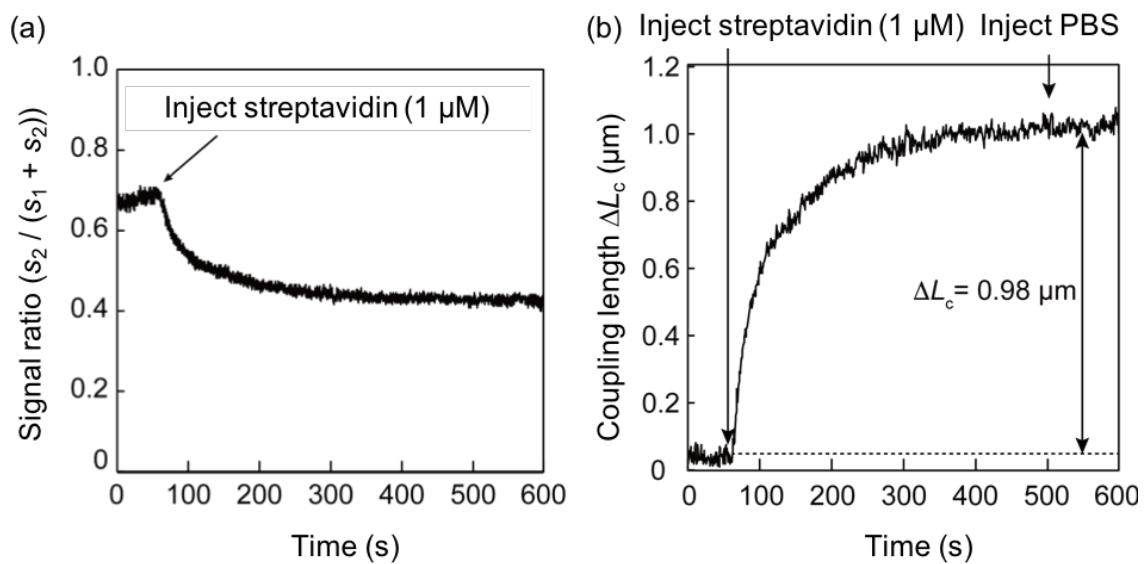 (a)
Signal ratio (s₂ / (s₁ + s₂))
1.0
0.8
0.6
0.4
0.2
0
Inject streptavidin (1 µM)
0 100 200 300 400 500 600
Time (s)
(b) Inject streptavidin (1 µM) Inject PBS
Coupling length ΔL_c (µm)
1.2
1.0
0.8
0.6
0.4
0.2
0
ΔL_c= 0.98 µm
0 100 200 300 400 500 600
Time (s)